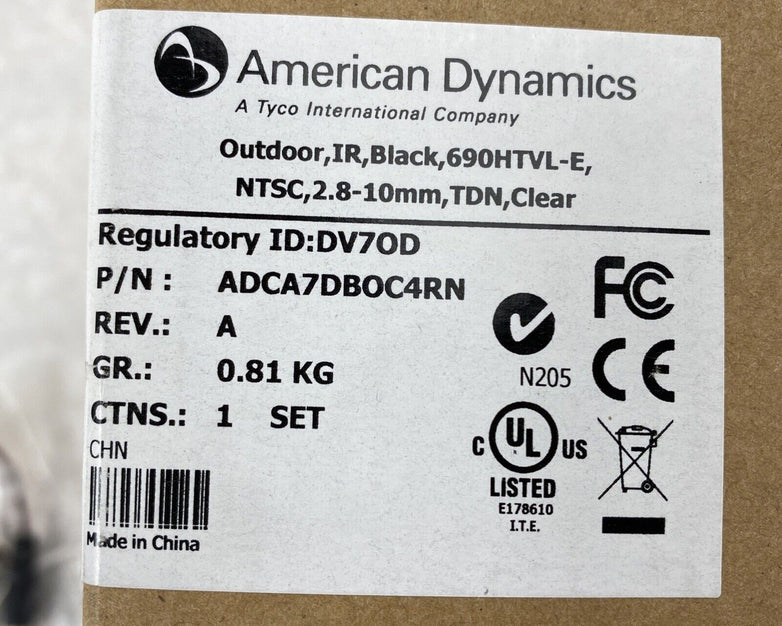 American Dynamics
A Tyco International Company
Outdoor,IR,Black,690HTVL-E,
NTSC,2.8-10mm,TDN,Clear
Regulatory ID:DV7OD
P/N : ADCA7DBOC4RN
REV.: A
GR.: 0.81 KG
CTNS.: 1 SET
CHN
Made in China
N205
FC
CE
C UL US
LISTED
E178610
I.T.E.